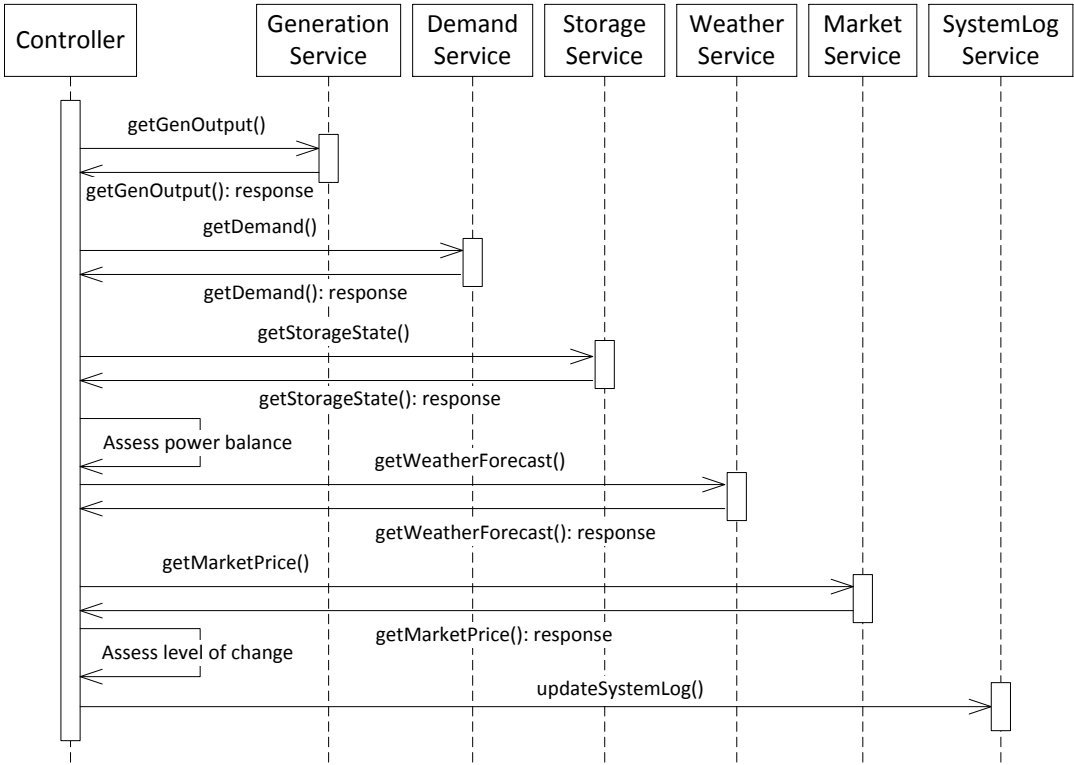 Controller
Generation
Service
Demand
Service
Storage
Service
Weather
Service
Market
Service
SystemLog
Service
getGenOutput()
getGenOutput(): response
getDemand()
getDemand(): response
getStorageState()
getStorageState(): response
Assess power balance
getWeatherForecast()
getWeatherForecast(): response
getMarketPrice()
getMarketPrice(): response
Assess level of change
updateSystemLog()